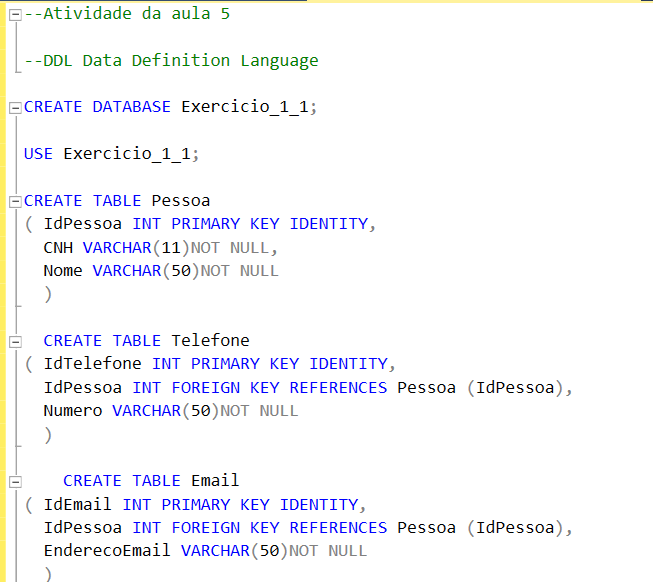 --Atividade da aula 5
--DDL Data Definition Language
CREATE DATABASE Exercicio_1_1;
USE Exercicio_1_1;
CREATE TABLE Pessoa
( IdPessoa INT PRIMARY KEY IDENTITY,
CNH VARCHAR(11)NOT NULL,
Nome VARCHAR(50)NOT NULL
)
CREATE TABLE Telefone
( IdTelefone INT PRIMARY KEY IDENTITY,
IdPessoa INT FOREIGN KEY REFERENCES Pessoa (IdPessoa),
Numero VARCHAR(50)NOT NULL
)
CREATE TABLE Email
( IdEmail INT PRIMARY KEY IDENTITY,
IdPessoa INT FOREIGN KEY REFERENCES Pessoa (IdPessoa),
EnderecoEmail VARCHAR(50)NOT NULL
)